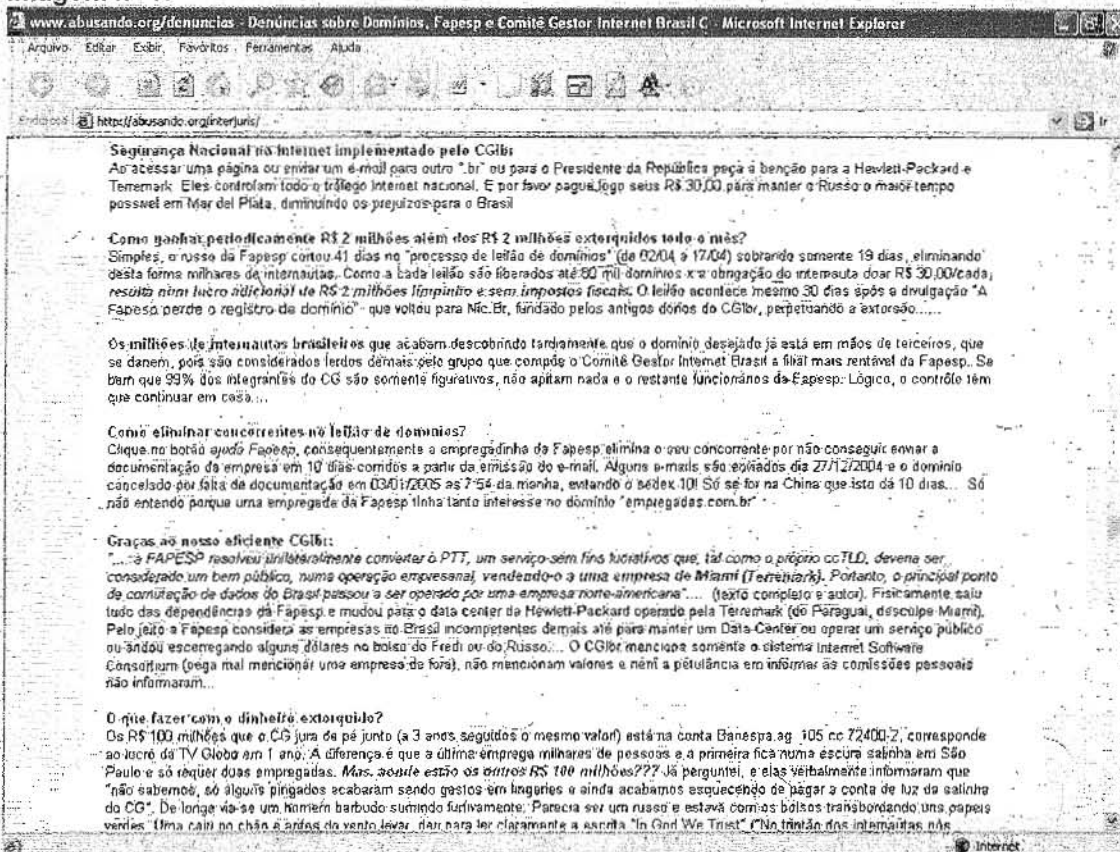 www.abusando.org/denuncias - Denúncias sobre Domínios, Fapesp e Comitê Gestor Internet Brasil C - Microsoft Internet Explorer
Arquivo Editar Exibir Favoritos Ferramentas Ajuda
Endereço http://abusando.org/interjuris/ Ir
Segurança Nacional na Internet implementado pelo CGIbr
Ao acessar uma página ou enviar um e-mail para outro ".br" ou para o Presidente da República peça a benção para a Hewlett-Packard e
Terremark. Eles controlam todo o tráfego Internet nacional. E por favor pague logo seus R$ 30,00 para manter o Russo o maior tempo
possível em Mar del Plata, diminuindo os prejuízos para o Brasil
Como ganhar periodicamente R$ 2 milhões além dos R$ 2 milhões extorquidos todo o mês?
Simples, o russo da Fapesp cortou 41 dias no "processo de leilão de domínios" (de 02/04 a 17/04) sobrando somente 19 dias, eliminando
desta forma milhares de internautas. Como a cada leilão são liberados até 80 mil domínios x a obrigação do internauta doar R$ 30,00/cada,
resulta num lucro adicional de R$ 2 milhões limpinho e sem impostos fiscais. O leilão acontece mesmo 30 dias após a divulgação "A
Fapesp perde o registro de domínio" que voltou para Nic.Br, fundado pelos antigos donos do CGIbr, perpetuando a extorsão......
Os milhões de internautas brasileiros que acabam descobrindo tardiamente que o domínio desejado já está em mãos de terceiros, que
se danem, pois são considerados lerdos demais pelo grupo que compõs o Comitê Gestor Internet Brasil a filial mais rentável da Fapesp. Se
bem que 99% dos integrantes do CG são somente figurativos, não apitam nada e o restante funcionários da Fapesp. Lógico, o contrôle têm
que continuar em casa....
Como eliminar concorrentes no leilão de domínios?
Clique no botão ajuda Fapesp, consequentemente a empregadinha da Fapesp elimina o seu concorrente por não conseguir enviar a
documentação da empresa em 10 dias corridos a partir da emissão do e-mail. Alguns e-mails são enviados dia 27/12/2004 e o domínio
cancelado por falta de documentação em 03/01/2005 as 7:54 da manha, evitando o sedex 10! Só se for na China que isto dá 10 dias... Só
não entendo porque uma empregada da Fapesp tinha tanto interesse no domínio "empregadas.com.br"
Graças ao nosso eficiente CGIbr:
"... a FAPESP resolveu unilateralmente converter o PTT, um serviço sem fins lucrativos que, tal como o próprio ccTLD, deveria ser
considerado um bem público, numa operação empresarial, vendendo-o a uma empresa de Miami (Terremark). Portanto, o principal ponto
de comutação de dados do Brasil passou a ser operado por uma empresa norte-americana".... (texto completo e autor). Fisicamente saiu
tudo das dependências da Fapesp e mudou para o data center da Hewlett-Packard operado pela Terremark (do Paraguai, desculpe Miami).
Pelo jeito a Fapesp considera as empresas no Brasil incompetentes demais até para manter um Data-Center ou operar um serviço público
ou andou escorregando alguns dólares no bolso do Fredi ou do Russo.... O CGIbr menciona somente o sistema Internet Software
Consortium (pega mal mencionar uma empresa de fora), não mencionam valores e nem a petulância em informar as comissões pessoais
não informaram...
O que fazer com o dinheiro extorquido?
Os R$ 100 milhões que o CG jura de pé junto (a 3 anos seguidos o mesmo valor) está na conta Banespa ag. 105 cc 72400-2, corresponde
ao lucro da TV Globo em 1 ano. A diferença é que a última emprega milhares de pessoas e a primeira fica numa escura salinha em São
Paulo e só requer duas empregadas. Mas, aonde estão os outros R$ 100 milhões??? Já perguntei, e elas verbalmente informaram que
"não sabemos, só alguns pingados acabaram sendo gastos em lingeries e ainda acabamos esquecendo de pagar a conta de luz da salinha
do CG". De longe via-se um homem barbudo sumindo furtivamente. Parecia ser um russo e estava com os bolsos transbordando uns papeis
verdes. Uma caiu no chão e antes do vento levar, deu para ler claramente a escrita "In God We Trust" ("No trintão dos internautas nós
Internet